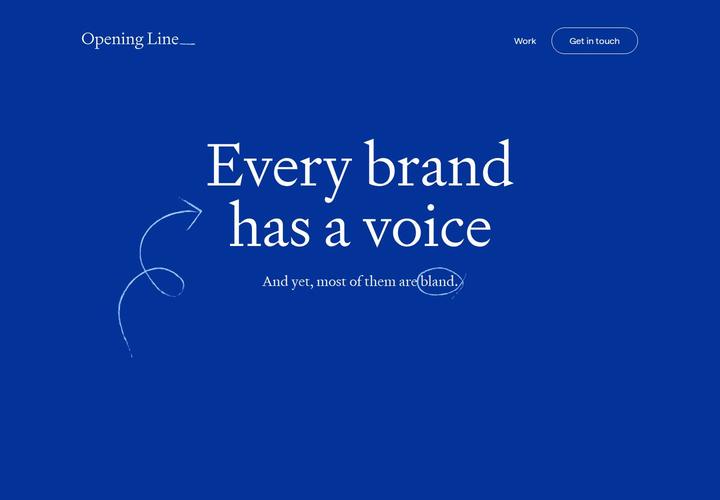 Opening Line
Work
Get in touch
Every brand
has a voice
And yet, most of them are bland.